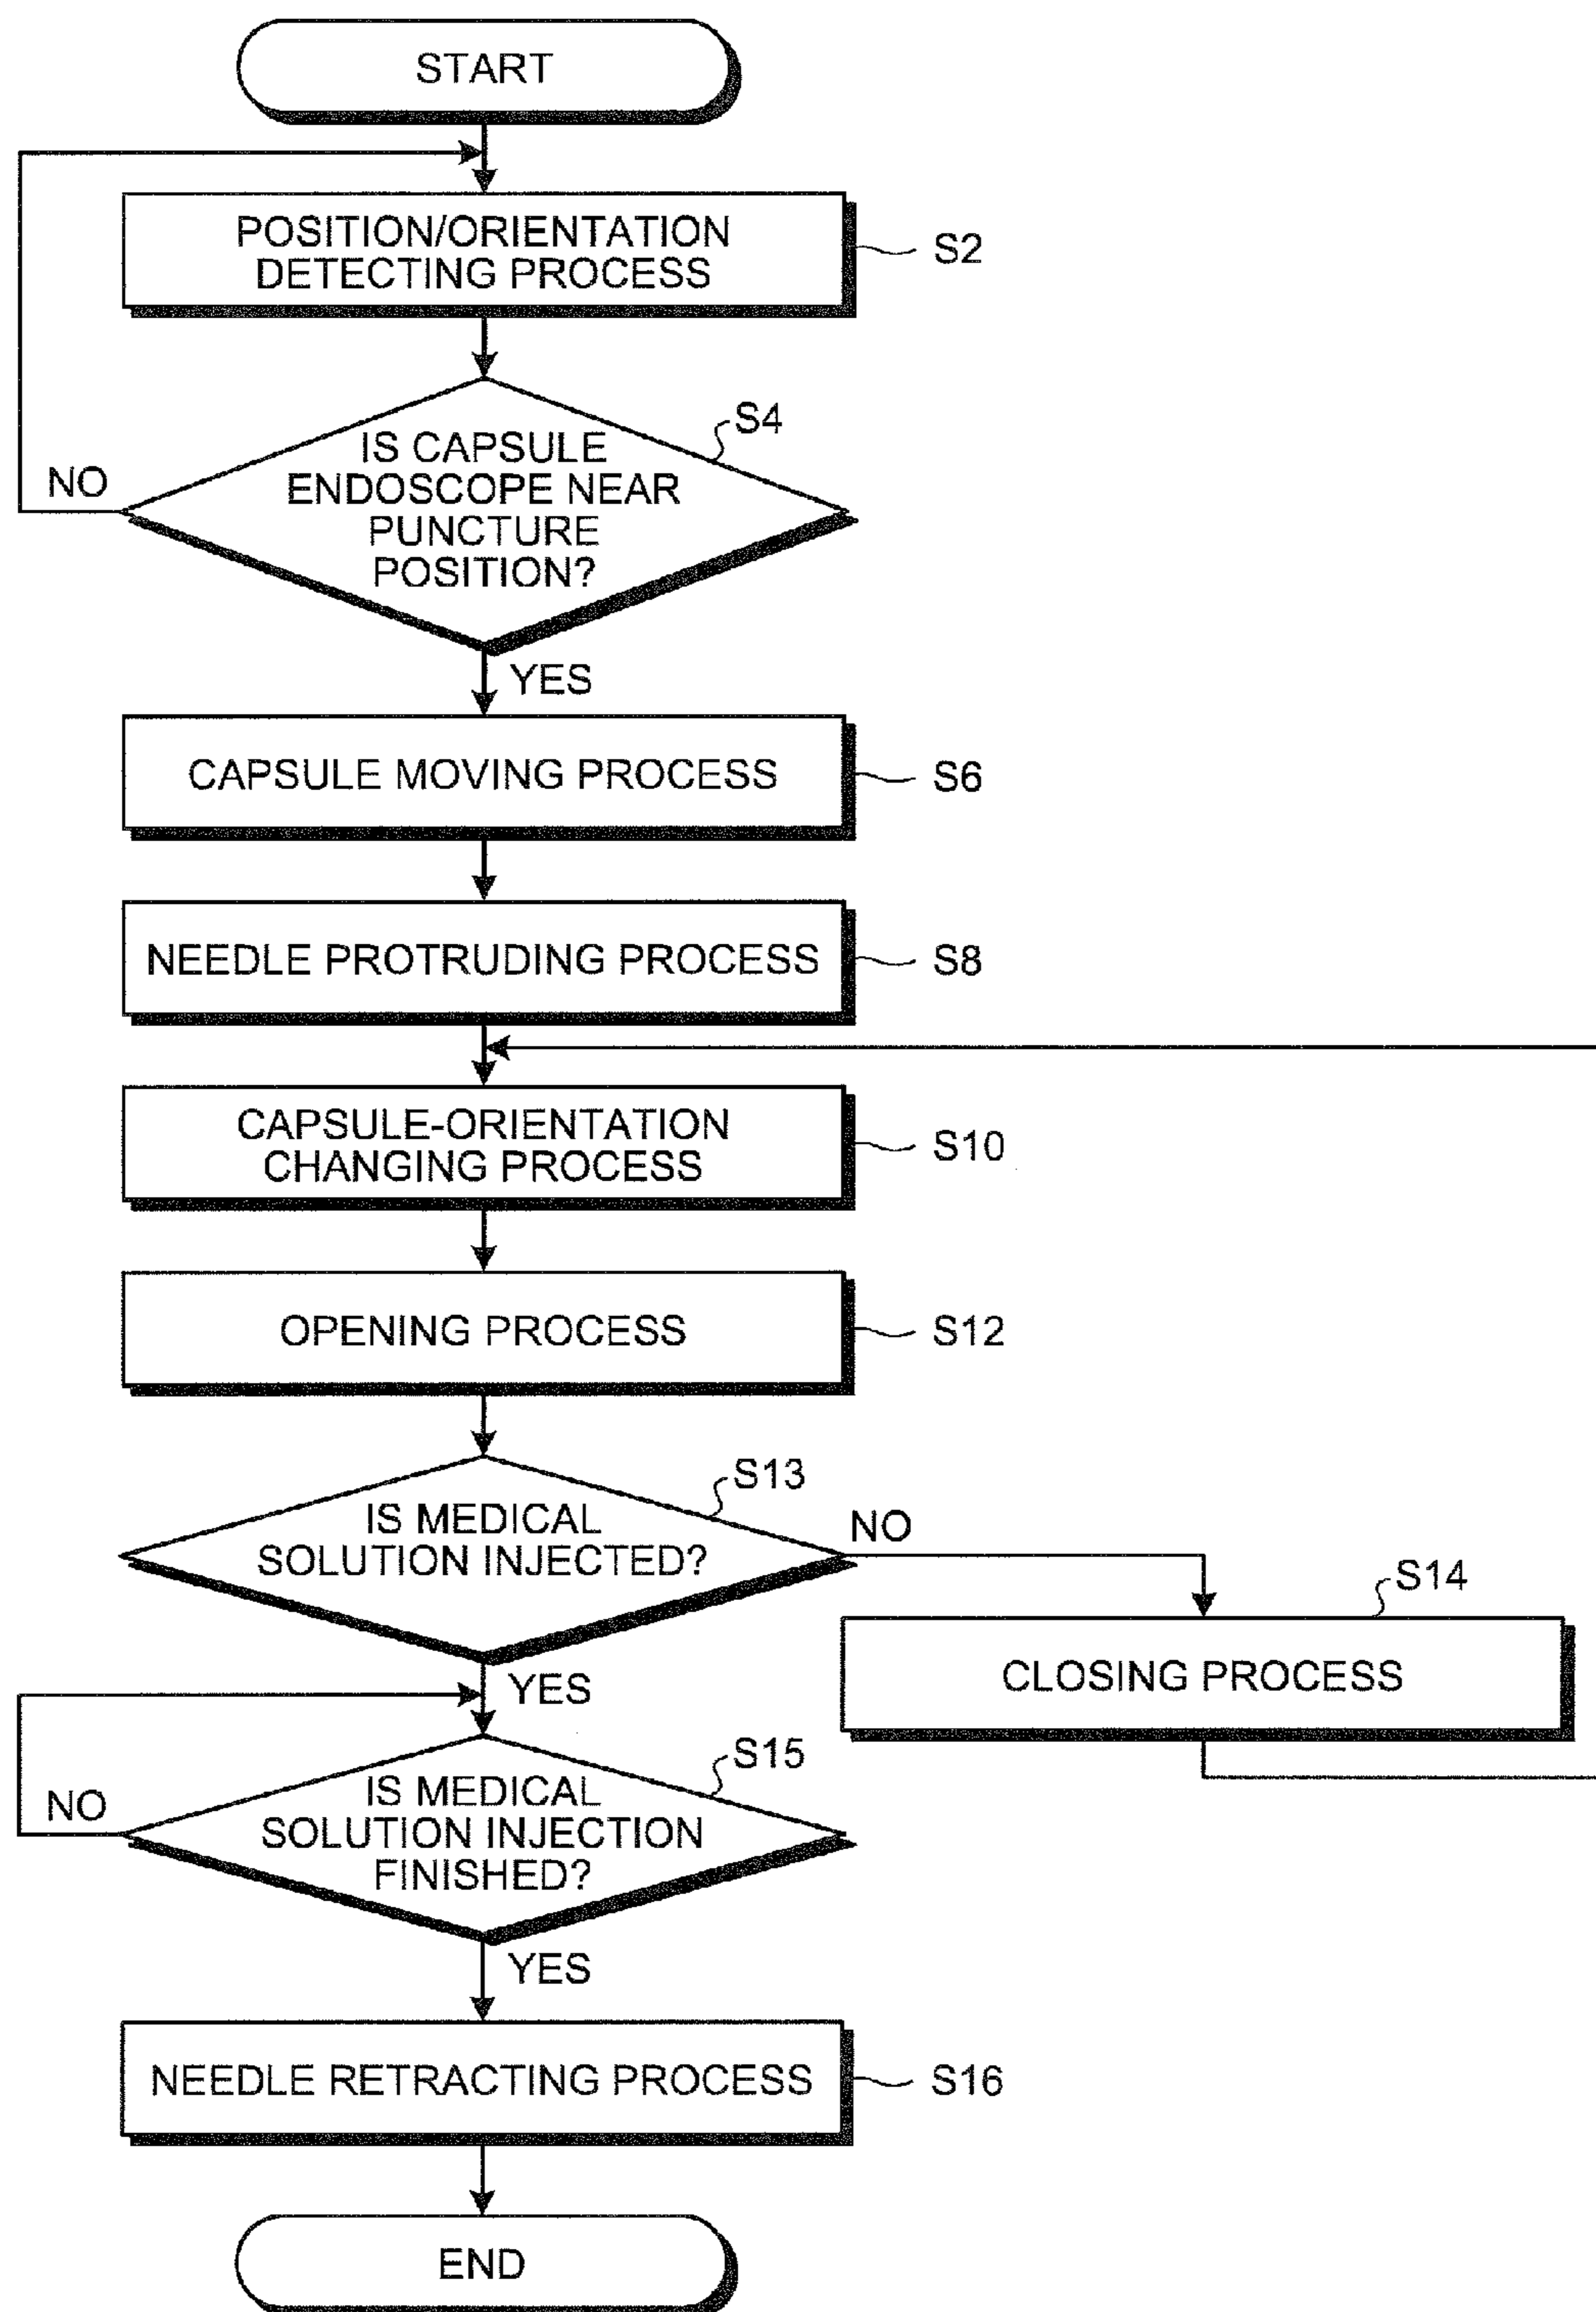 START
POSITION/ORIENTATION
DETECTING PROCESS
S2
S4
IS CAPSULE
ENDOSCOPE NEAR
PUNCTURE
POSITION?
NO
YES
CAPSULE MOVING PROCESS
S6
NEEDLE PROTRUDING PROCESS
S8
CAPSULE-ORIENTATION
CHANGING PROCESS
S10
OPENING PROCESS
S12
S13
IS MEDICAL
SOLUTION INJECTED?
NO
S14
CLOSING PROCESS
YES
S15
IS MEDICAL
SOLUTION INJECTION
FINISHED?
NO
YES
NEEDLE RETRACTING PROCESS
S16
END